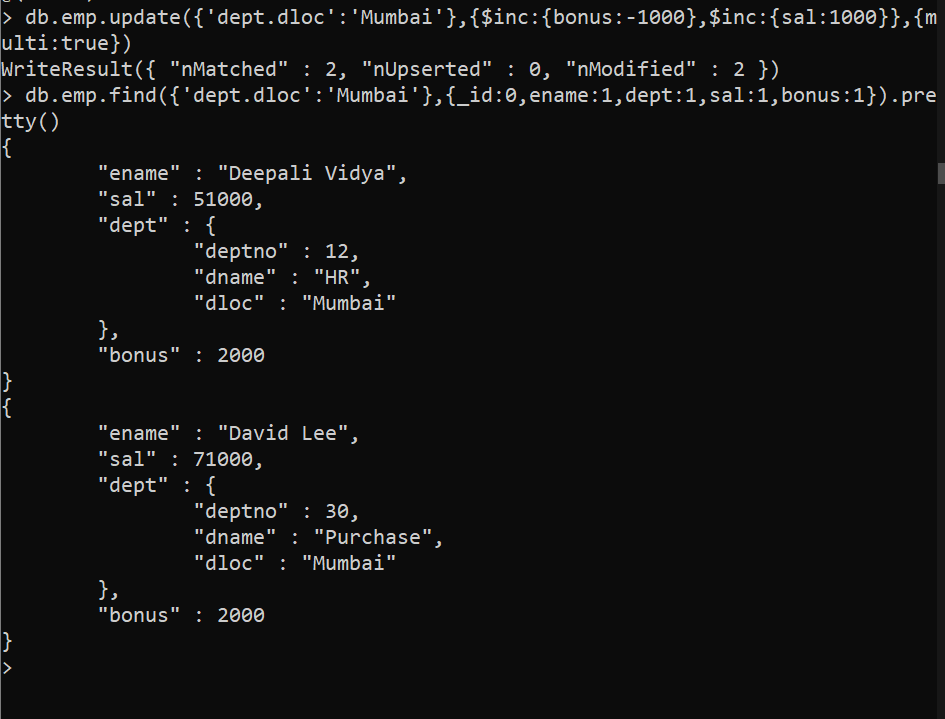 > db.emp.update({'dept.dloc':'Mumbai'},{$inc:{bonus:-1000},$inc:{sal:1000}},{m
ulti:true})
WriteResult({ "nMatched" : 2, "nUpserted" : 0, "nModified" : 2 })
> db.emp.find({'dept.dloc':'Mumbai'},{_id:0,ename:1,dept:1,sal:1,bonus:1}).pre
tty()
{
        "ename" : "Deepali Vidya",
        "sal" : 51000,
        "dept" : {
                "deptno" : 12,
                "dname" : "HR",
                "dloc" : "Mumbai"
        },
        "bonus" : 2000
}
{
        "ename" : "David Lee",
        "sal" : 71000,
        "dept" : {
                "deptno" : 30,
                "dname" : "Purchase",
                "dloc" : "Mumbai"
        },
        "bonus" : 2000
}
>